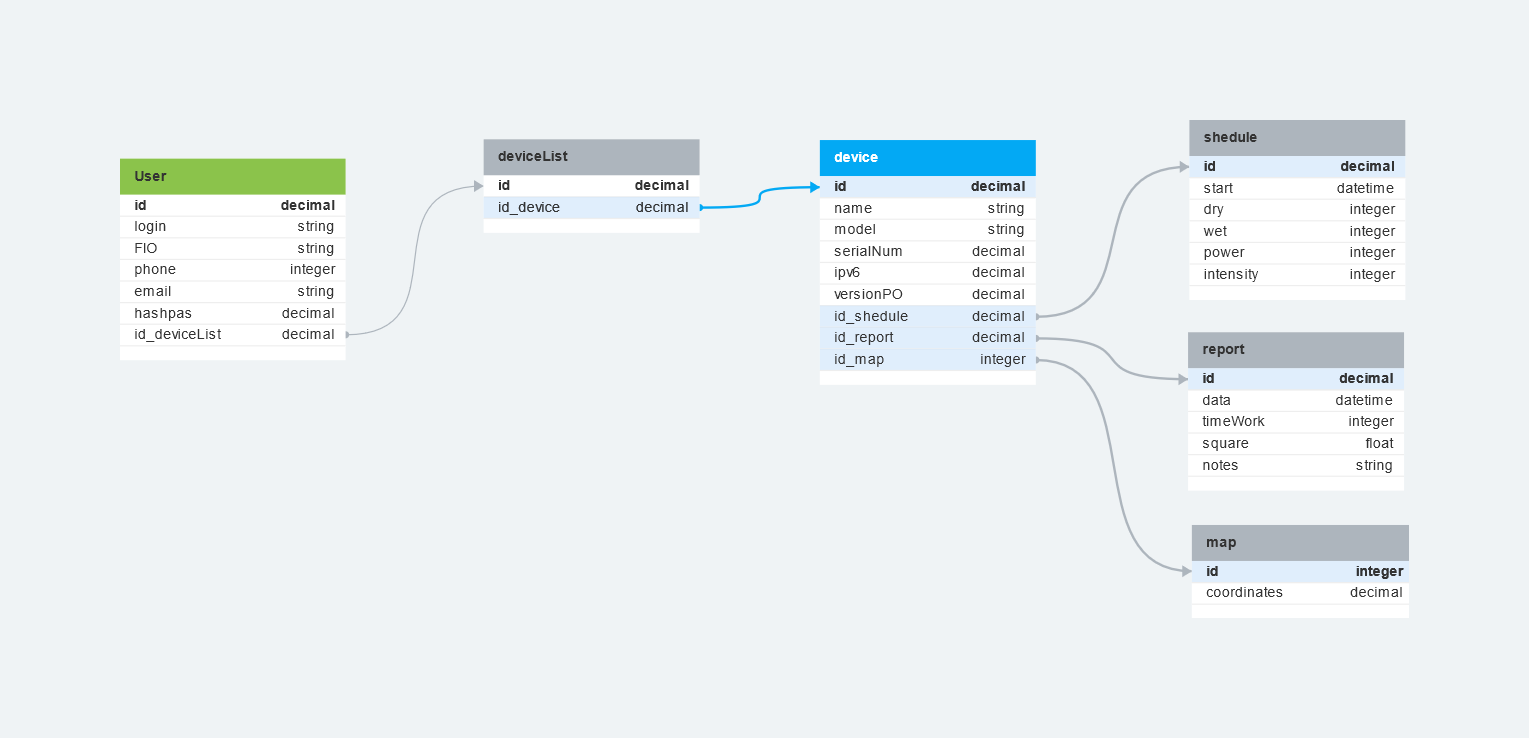 User
id decimal
login string
FIO string
phone integer
email string
hashpas decimal
id_deviceList decimal
deviceList
id decimal
id_device decimal
device
id decimal
name string
model string
serialNum decimal
ipv6 decimal
versionPO decimal
id_shedule decimal
id_report decimal
id_map integer
shedule
id decimal
start datetime
dry integer
wet integer
power integer
intensity integer
report
id decimal
data datetime
timeWork integer
square float
notes string
map
id integer
coordinates decimal